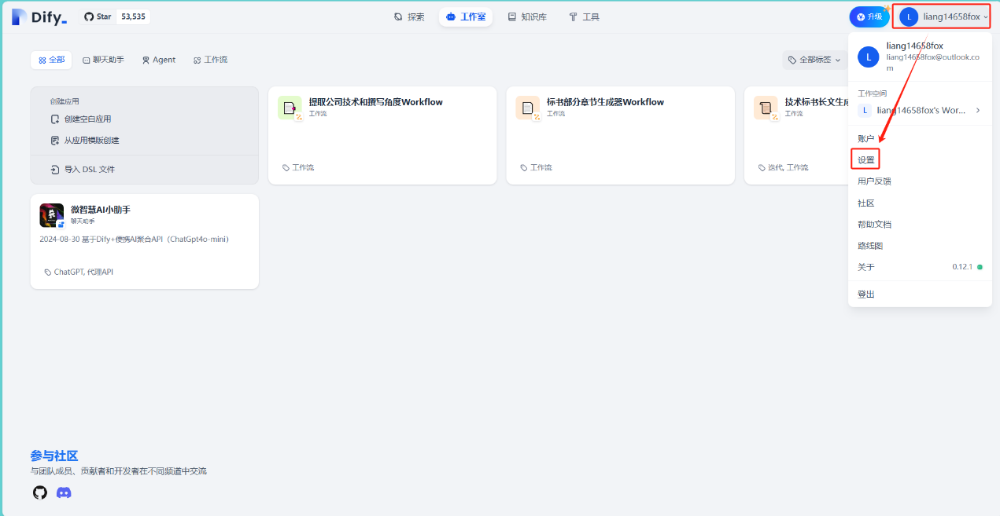 Dify_
Star 53,535
探索
工作室
知识库
工具
升级
L liang14658fox
全部
聊天助手
Agent
工作流
全部标签
创建应用
创建空白应用
从应用模版创建
导入 DSL 文件
提取公司技术和撰写角度Workflow
工作流
工作流
标书部分章节生成器Workflow
工作流
工作流
技术标书长文生成
工作流
迭代, 工作流
微智慧AI小助手
聊天助手
2024-08-30 基于Dify+便携AI聚合API（ChatGpt4o-mini）
ChatGPT, 代理API
L
liang14658fox
liang14658fox@outlook.co
m
工作空间
L liang14658fox's Wor...
账户
设置
用户反馈
社区
帮助文档
路线图
关于 0.12.1
登出
参与社区
与团队成员、贡献者和开发者在不同频道中交流